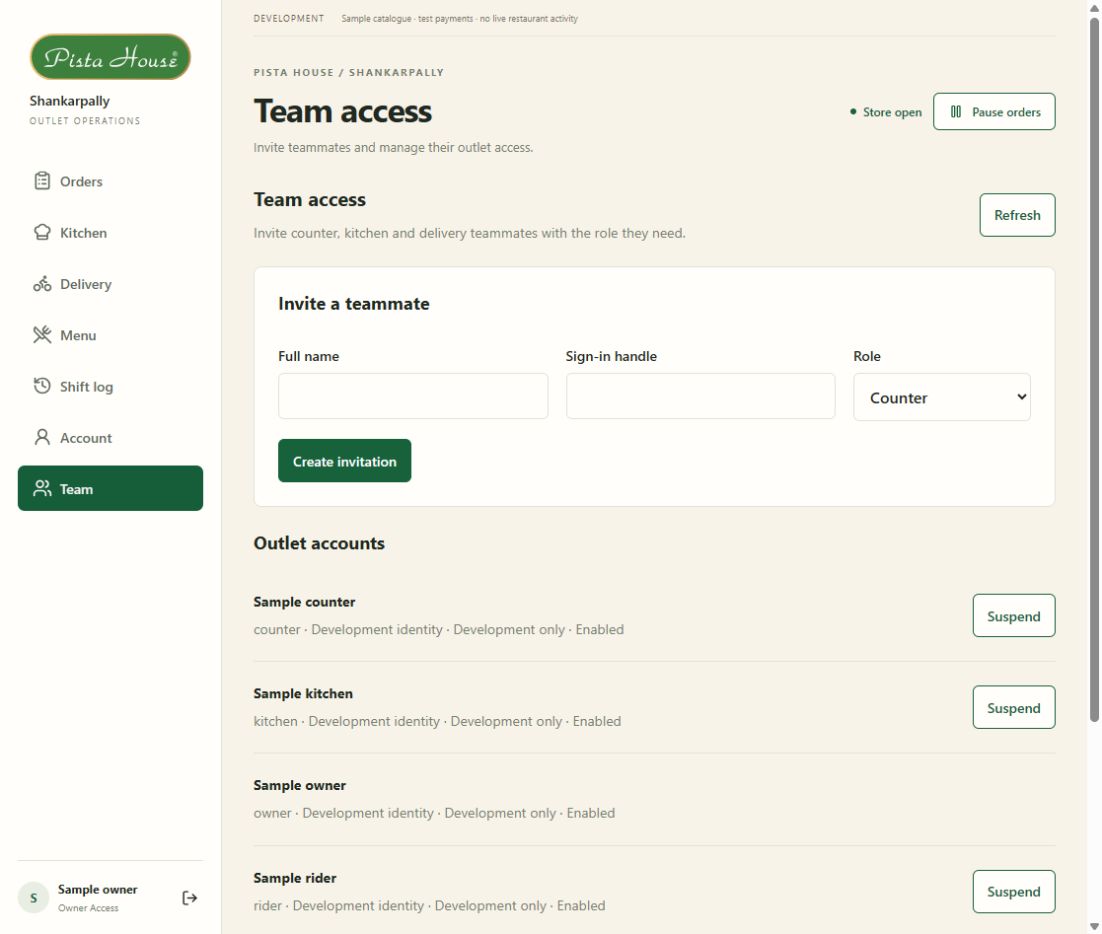 Pista House®
Shankarpally
OUTLET OPERATIONS
Orders
Kitchen
Delivery
Menu
Shift log
Account
Team
S
Sample owner
Owner Access
DEVELOPMENT Sample catalogue · test payments · no live restaurant activity
PISTA HOUSE / SHANKARPALLY
Team access
Store open
Pause orders
Invite teammates and manage their outlet access.
Team access
Invite counter, kitchen and delivery teammates with the role they need.
Refresh
Invite a teammate
Full name
Sign-in handle
Role
Counter
Create invitation
Outlet accounts
Sample counter
counter · Development identity · Development only · Enabled
Suspend
Sample kitchen
kitchen · Development identity · Development only · Enabled
Suspend
Sample owner
owner · Development identity · Development only · Enabled
Sample rider
rider · Development identity · Development only · Enabled
Suspend